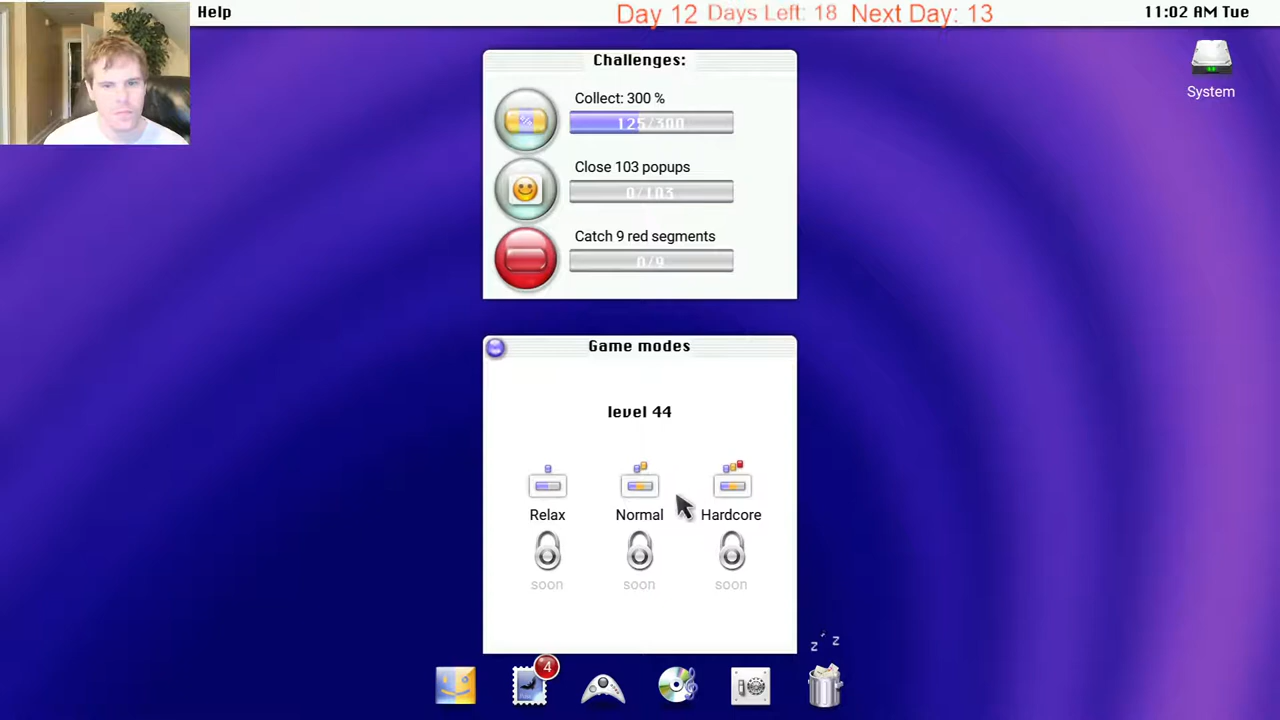 Help
Day 12 Days Left: 18 Next Day: 13
11:02 AM Tue
System
Challenges:
Collect: 300 %
125/300
Close 103 popups
0/103
Catch 9 red segments
0/9
Game modes
level 44
Relax
Normal
Hardcore
soon
soon
soon
z z z
4